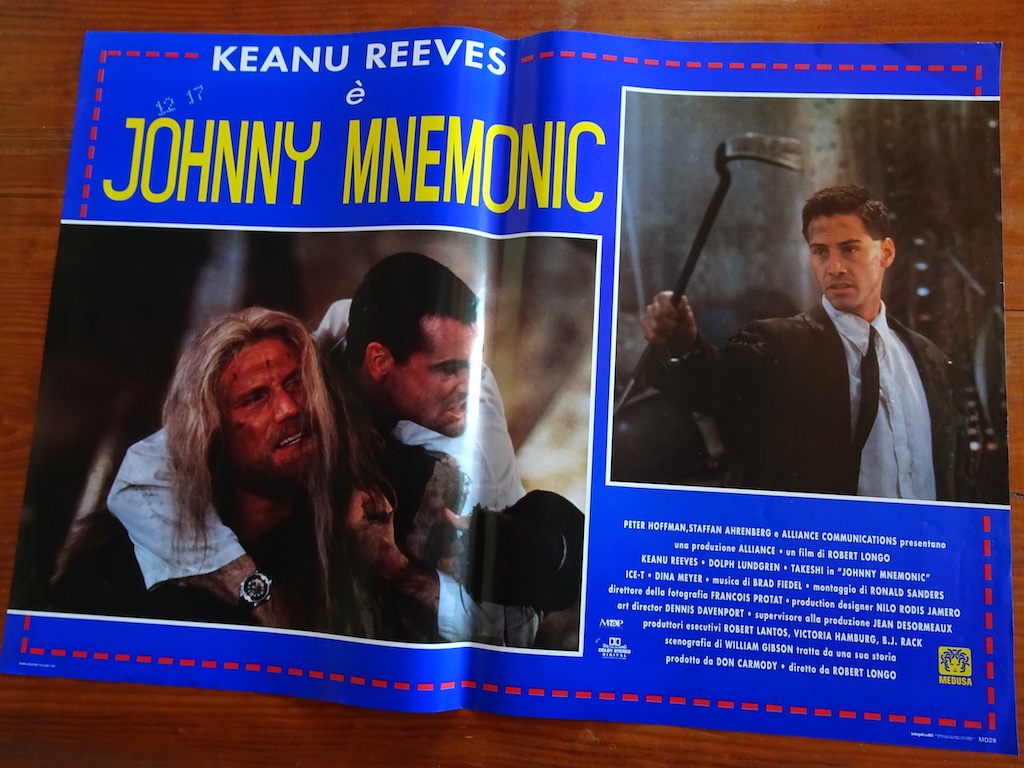 KEANU REEVES
è
12 17
JOHNNY MNEMONIC
PETER HOFFMAN,STAFFAN AHRENBERG e ALLIANCE COMMUNICATIONS presentano
una produzione ALLIANCE • un film di ROBERT LONGO
KEANU REEVES • DOLPH LUNDGREN • TAKESHI in "JOHNNY MNEMONIC"
ICE-T • DINA MEYER • musica di BRAD FIEDEL • montaggio di RONALD SANDERS
direttore della fotografia FRANCOIS PROTAT • production designer NILO RODIS JAMERO
art director DENNIS DAVENPORT • supervisore alla produzione JEAN DESORMEAUX
produttori esecutivi ROBERT LANTOS, VICTORIA HAMBURG, B.J. RACK
scenografia di WILLIAM GIBSON tratta da una sua storia
prodotto da DON CARMODY • diretto da ROBERT LONGO
DOLBY STEREO
DIGITAL
MEDUSA
MD26